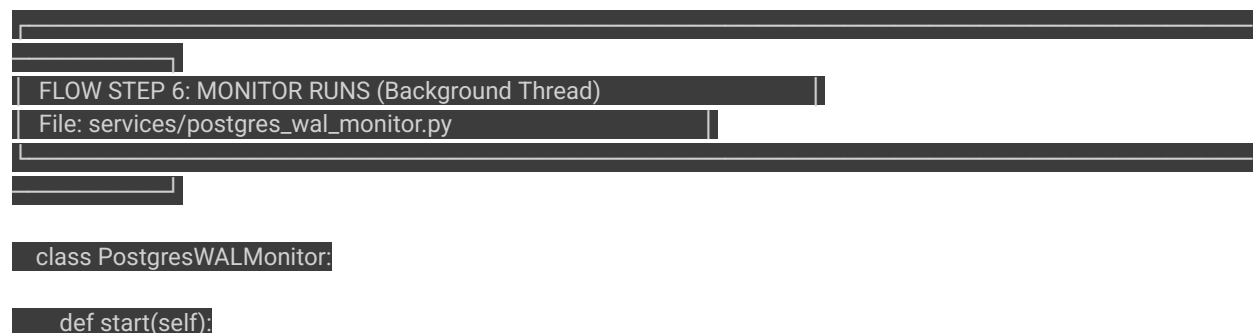 FLOW STEP 6: MONITOR RUNS (Background Thread)
File: services/postgres_wal_monitor.py
class PostgresWALMonitor:
def start(self):